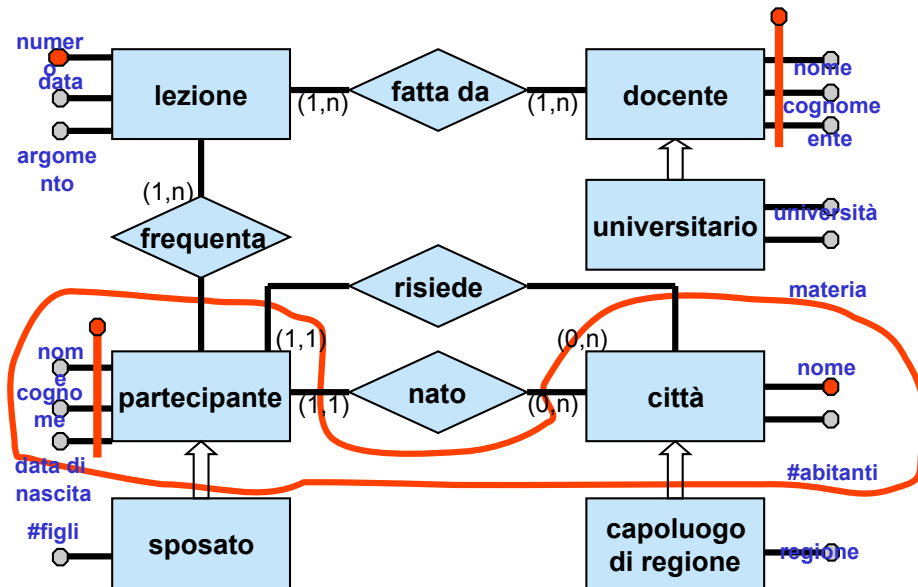 numer
o
data
argome
nto
lezione
(1,n)
fatta da
(1,n)
docente
nome
cognome
ente
(1,n)
frequenta
universitario
università
materia
risiede
(1,1)
(0,n)
nom
e
cogno
me
data di
nascita
partecipante
(1,1)
nato
(0,n)
città
nome
#abitanti
#figli
sposato
capoluogo
di regione
regione